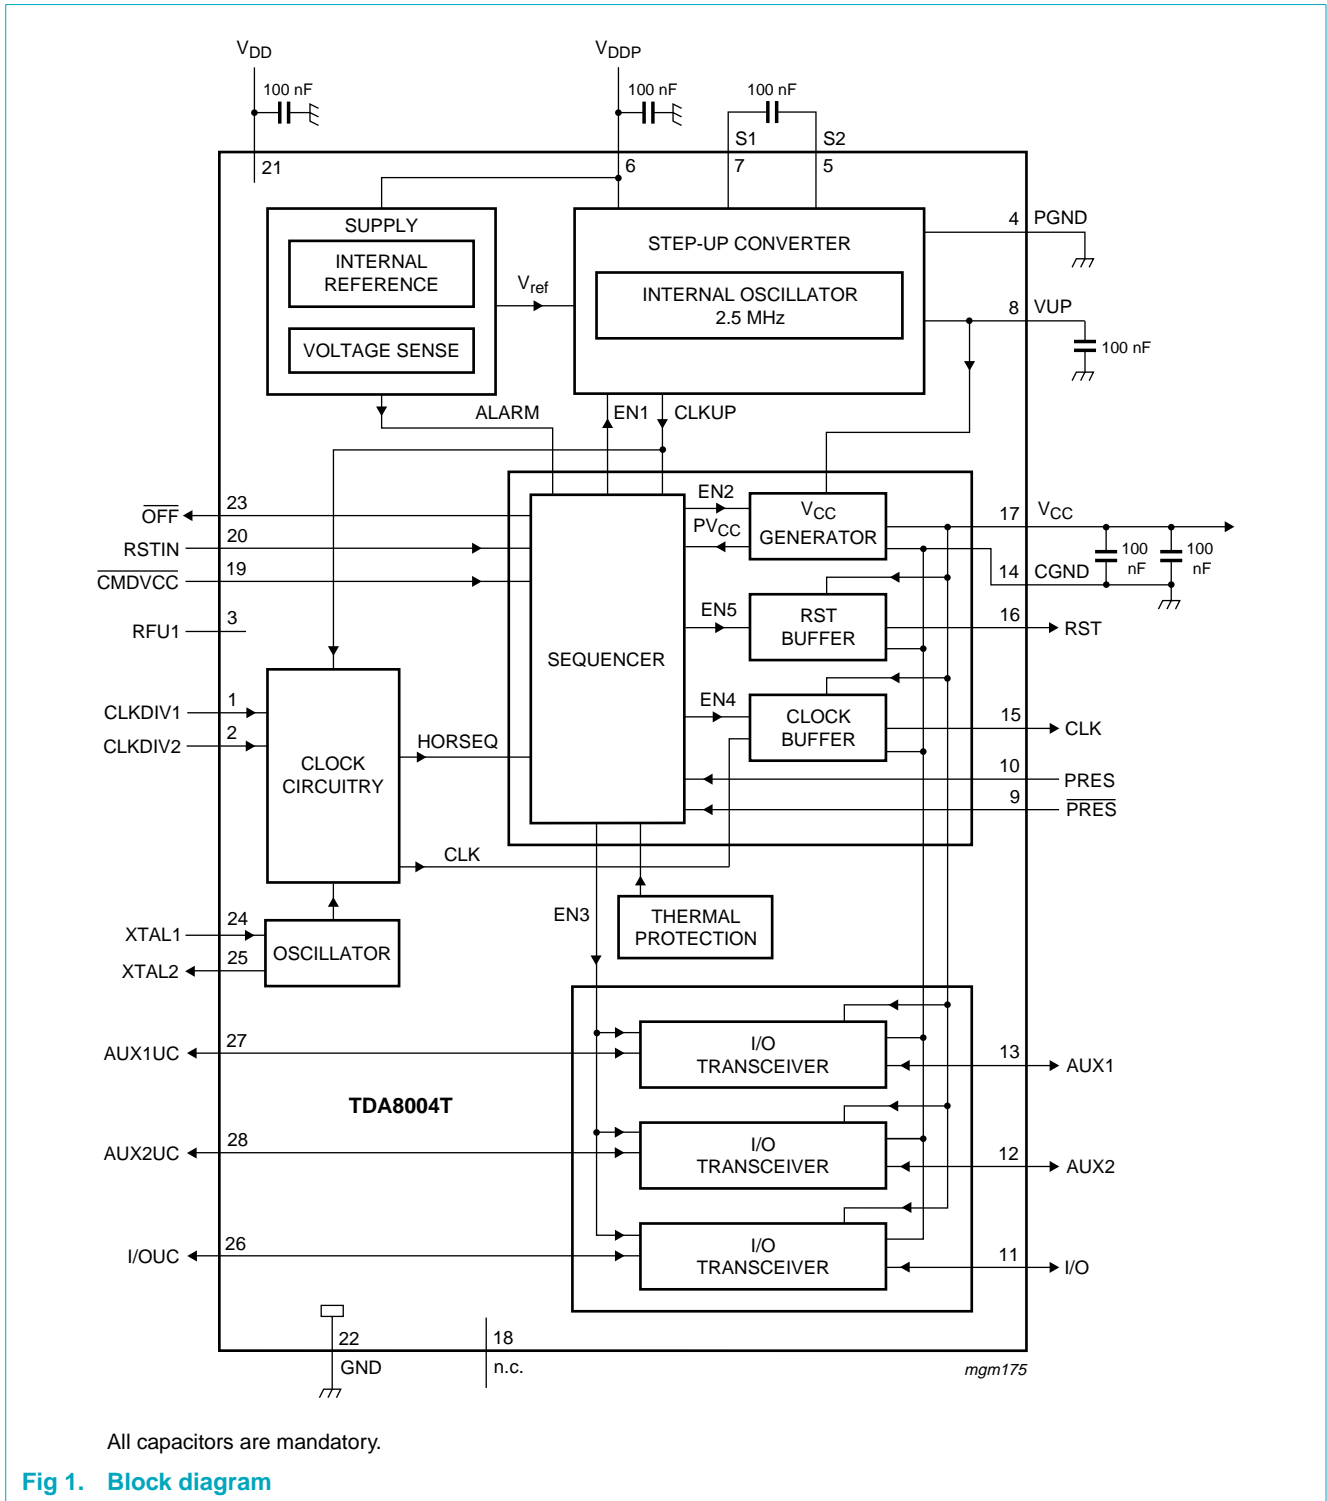 VDD
VDDP
100 nF
100 nF
100 nF
S1
S2
21
6
7
5
SUPPLY
INTERNAL
REFERENCE
VOLTAGE SENSE
Vref
STEP-UP CONVERTER
INTERNAL OSCILLATOR
2.5 MHz
4
PGND
8
VUP
100 nF
ALARM
EN1
CLKUP
OFF
23
RSTIN
20
CMDVCC
19
RFU1
3
SEQUENCER
EN2
PVCC
VCC
GENERATOR
17
VCC
100
nF
100
nF
14
CGND
EN5
RST
BUFFER
16
RST
EN4
CLOCK
BUFFER
15
CLK
10
PRES
9
PRES
CLKDIV1
1
CLKDIV2
2
CLOCK
CIRCUITRY
HORSEQ
CLK
XTAL1
24
XTAL2
25
OSCILLATOR
EN3
THERMAL
PROTECTION
AUX1UC
27
I/O
TRANSCEIVER
13
AUX1
TDA8004T
AUX2UC
28
I/O
TRANSCEIVER
12
AUX2
I/OUC
26
I/O
TRANSCEIVER
11
I/O
22
GND
18
n.c.
mgm175
All capacitors are mandatory.
Fig 1. Block diagram